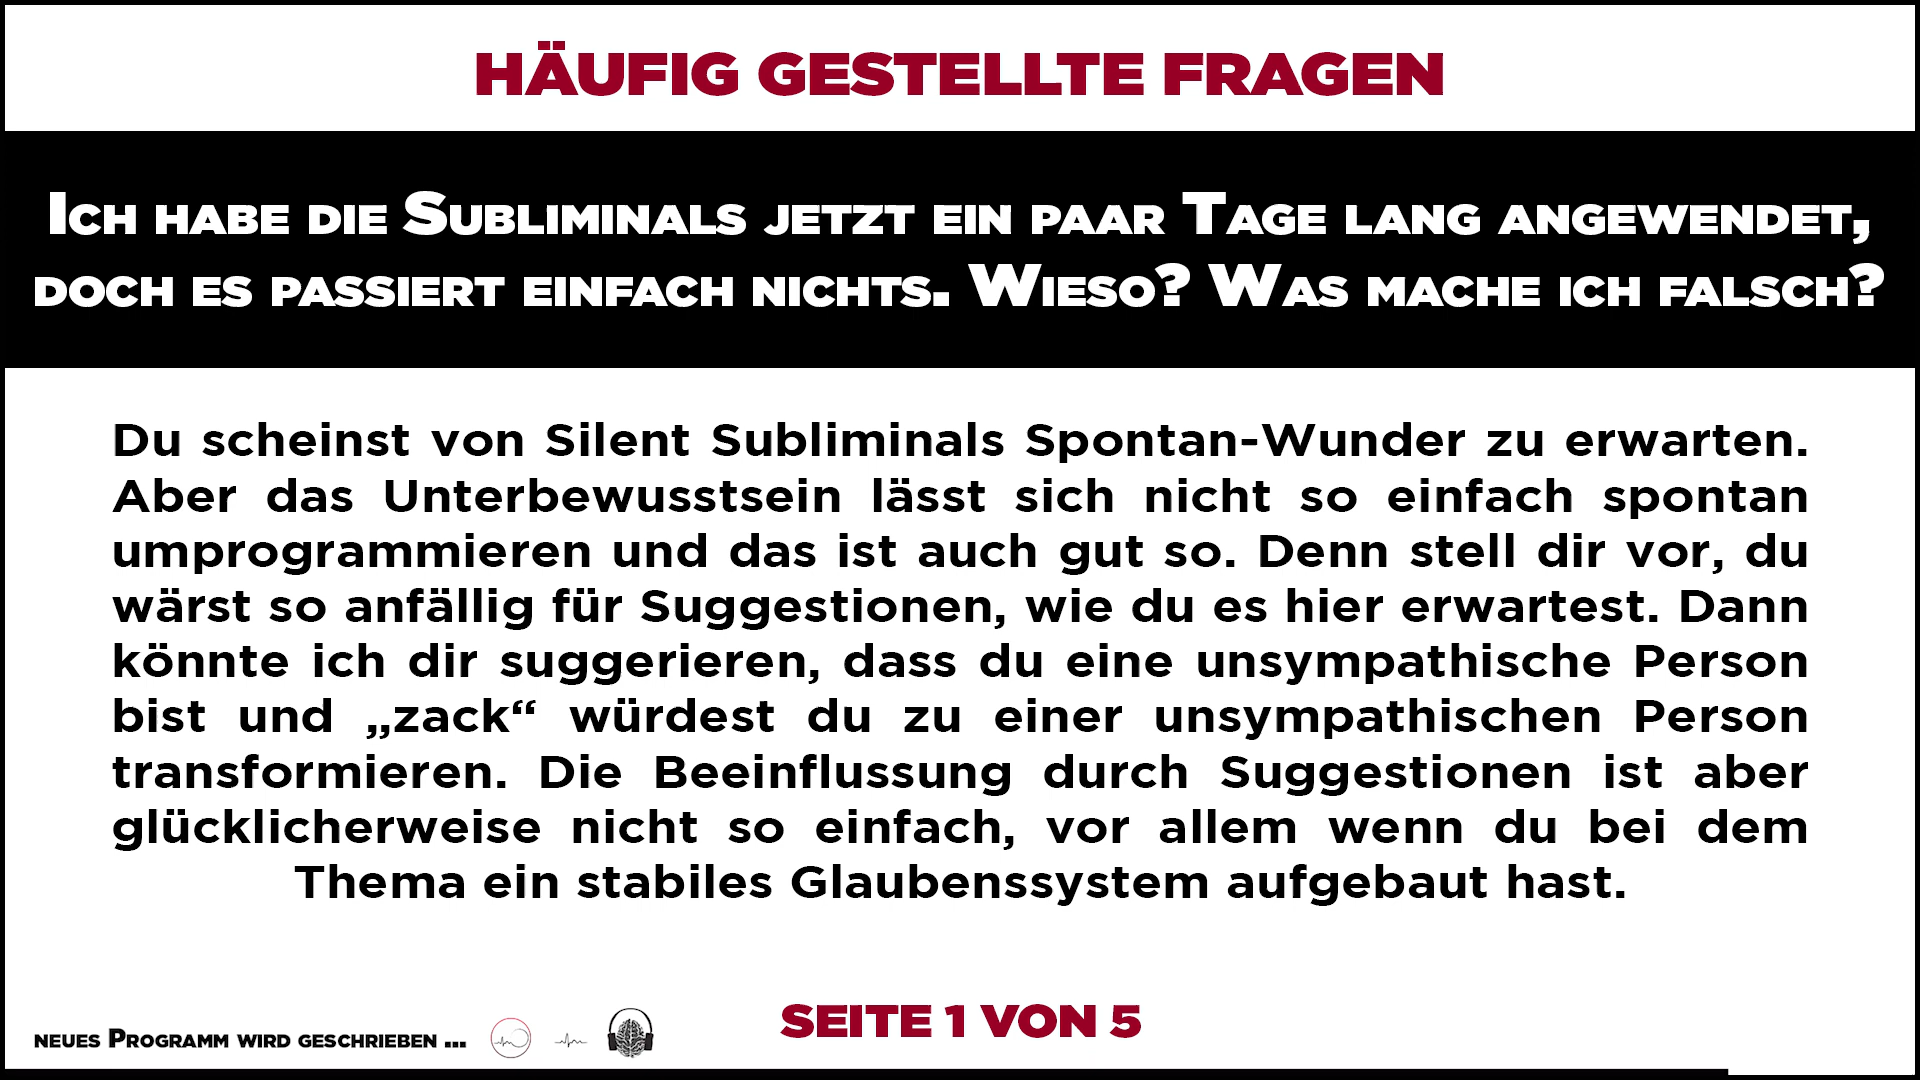 HÄUFIG GESTELLTE FRAGEN
Ich habe die Subliminals jetzt ein paar Tage lang angewendet,
doch es passiert einfach nichts. Wieso? Was mache ich falsch?
Du scheinst von Silent Subliminals Spontan-Wunder zu erwarten.
Aber das Unterbewusstsein lässt sich nicht so einfach spontan
umprogrammieren und das ist auch gut so. Denn stell dir vor, du
wärst so anfällig für Suggestionen, wie du es hier erwartest. Dann
könnte ich dir suggerieren, dass du eine unsympathische Person
bist und „zack“ würdest du zu einer unsympathischen Person
transformieren. Die Beeinflussung durch Suggestionen ist aber
glücklicherweise nicht so einfach, vor allem wenn du bei dem
Thema ein stabiles Glaubenssystem aufgebaut hast.
neues Programm wird geschrieben ...
SEITE 1 VON 5